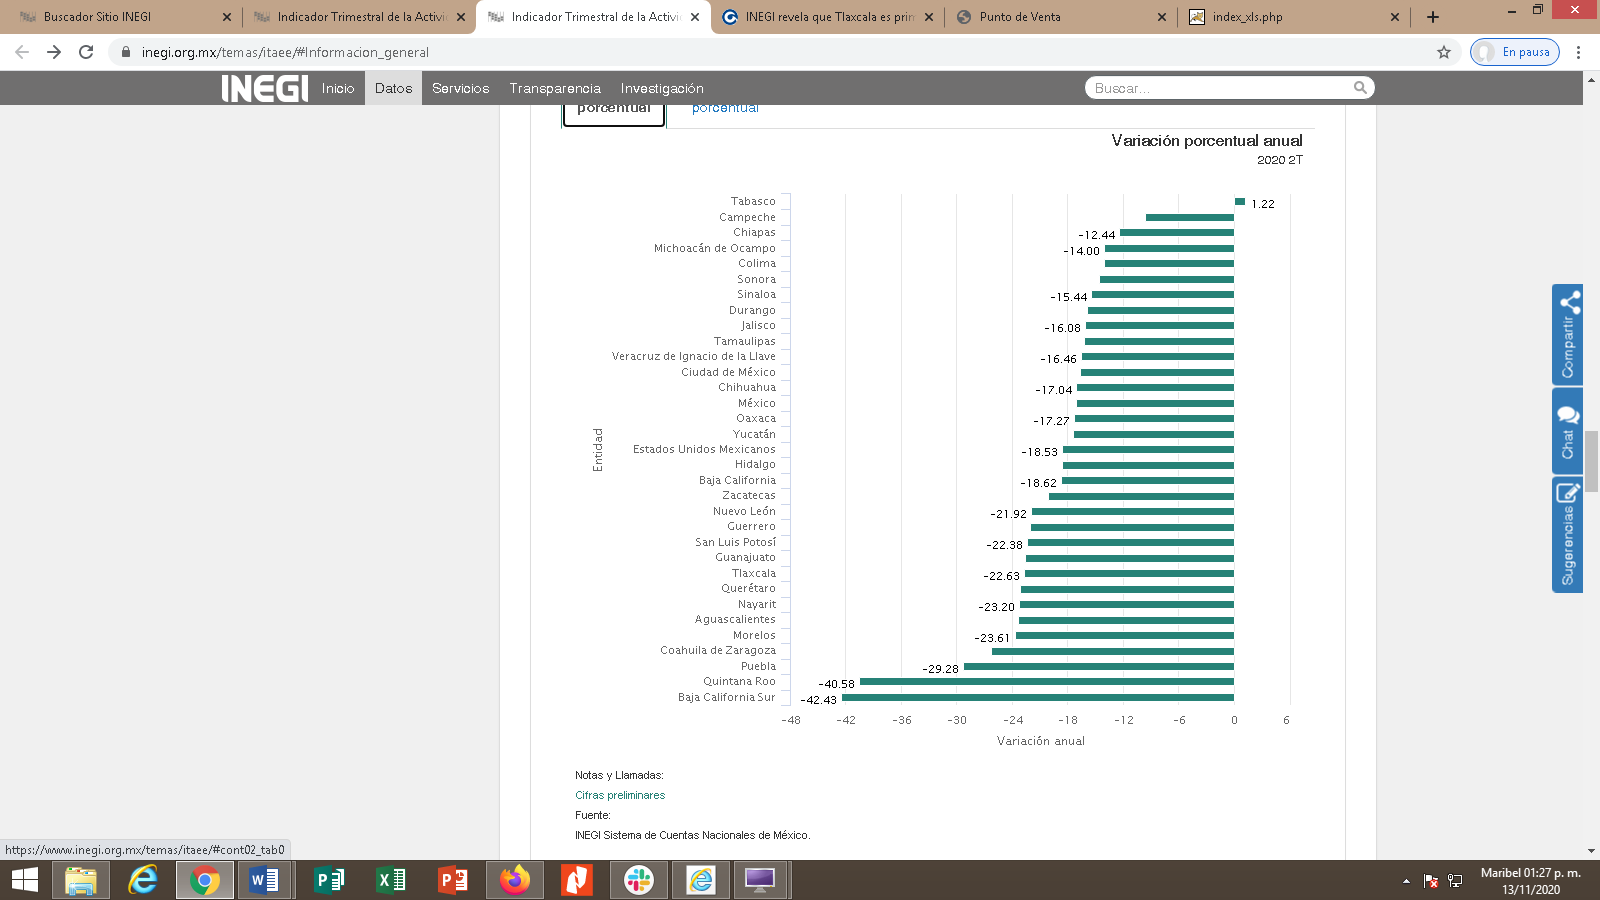 Buscador Sitio INEGI
Indicador Trimestral de la Activi
Indicador Trimestral de la Activi
INEGI revela que Tlaxcala es prin
Punto de Venta
index_xls.php
inegi.org.mx/temas/itaee/#Informacion_general
En pausa
INEGI Inicio Datos Servicios Transparencia Investigación
Buscar...
porcentual porcentual
Variación porcentual anual
2020 2T
Tabasco 1.22
Campeche
Chiapas -12.44
Michoacán de Ocampo -14.00
Colima
Sonora
Sinaloa -15.44
Durango
Jalisco -16.08
Tamaulipas
Veracruz de Ignacio de la Llave -16.46
Ciudad de México
Chihuahua -17.04
México
Oaxaca -17.27
Yucatán
Estados Unidos Mexicanos -18.53
Hidalgo
Baja California -18.62
Zacatecas
Nuevo León -21.92
Guerrero
San Luis Potosí -22.38
Guanajuato
Tlaxcala -22.63
Querétaro
Nayarit -23.20
Aguascalientes
Morelos -23.61
Coahuila de Zaragoza
Puebla -29.28
Quintana Roo -40.58
Baja California Sur -42.43
Entidad
-48 -42 -36 -30 -24 -18 -12 -6 0 6
Variación anual
Notas y Llamadas:
Cifras preliminares
Fuente:
INEGI Sistema de Cuentas Nacionales de México.
Compartir
Chat
Sugerencias
https://www.inegi.org.mx/temas/itaee/#cont02_tab0
Maribel 01:27 p. m.
13/11/2020